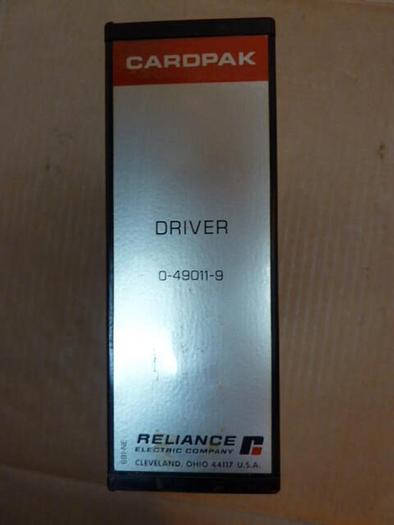 CARDPAK
DRIVER
0-49011-9
RELIANCE
ELECTRIC COMPANY
CLEVELAND, OHIO 44117 U.S.A.